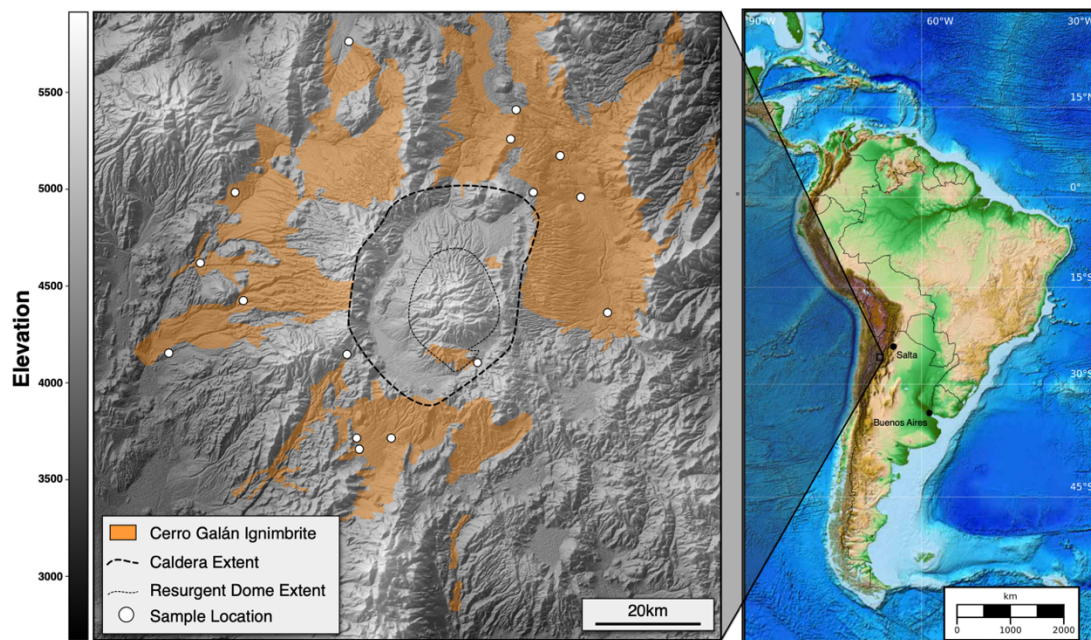 Elevation
5500
5000
4500
4000
3500
3000
Cerro Galán Ignimbrite
Caldera Extent
Resurgent Dome Extent
Sample Location
20km
90°W
60°W
30°W
15°N
0°
15°S
Salta
30°S
Buenos Aires
45°S
km
0 1000 2000